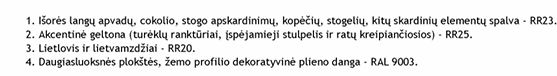 1. Išorės langų apvadų, cokolio, stogo apskardinimų, kopėčių, stogelių, kitų skardinių elementų spalva - RR23.
2. Akcentinė geltona (turėklų ranktūriai, įspėjamieji stulpelis ir ratų kreipiančiosios) - RR25.
3. Lietlovis ir lietvamzdžiai - RR20.
4. Daugiasluoksnės plokštės, žemo profilio dekoratyvinė plieno danga - RAL 9003.